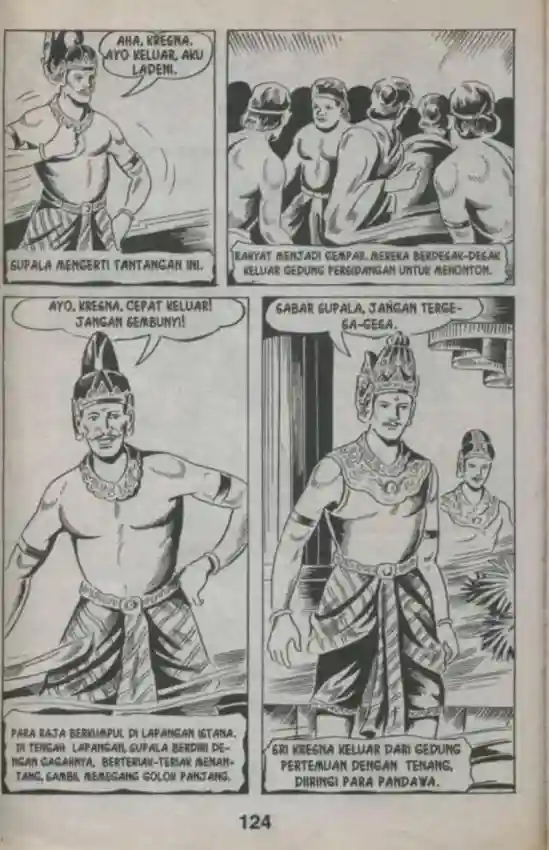 AHA, KRESNA.
AYO KELUAR, AKU
LADENI.
SUPALA MENGERTI TANTANGAN INI.
RAKYAT MENJADI GEMPAR. MEREKA BERDESAK-DESAK
KELUAR GEDUNG PERSIDANGAN UNTUK MENONTON.
AYO, KRESNA, CEPAT KELUAR!
JANGAN SEMBUNYI!
SABAR SUPALA, JANGAN TERGE-
SA-GESA.
PARA RAJA BERKUMPUL DI LAPANGAN ISTANA.
DI TENGAH LAPANGAN, SUPALA BERDIRI DE-
NGAN GAGAHNYA, BERTERIAK-TERIAK MENAN-
TANG, SAMBIL MEMEGANG GOLOK PANJANG.
SRI KRESNA KELUAR DARI GEDUNG
PERTEMUAN DENGAN TENANG,
DIIRINGI PARA PANDAWA.
124